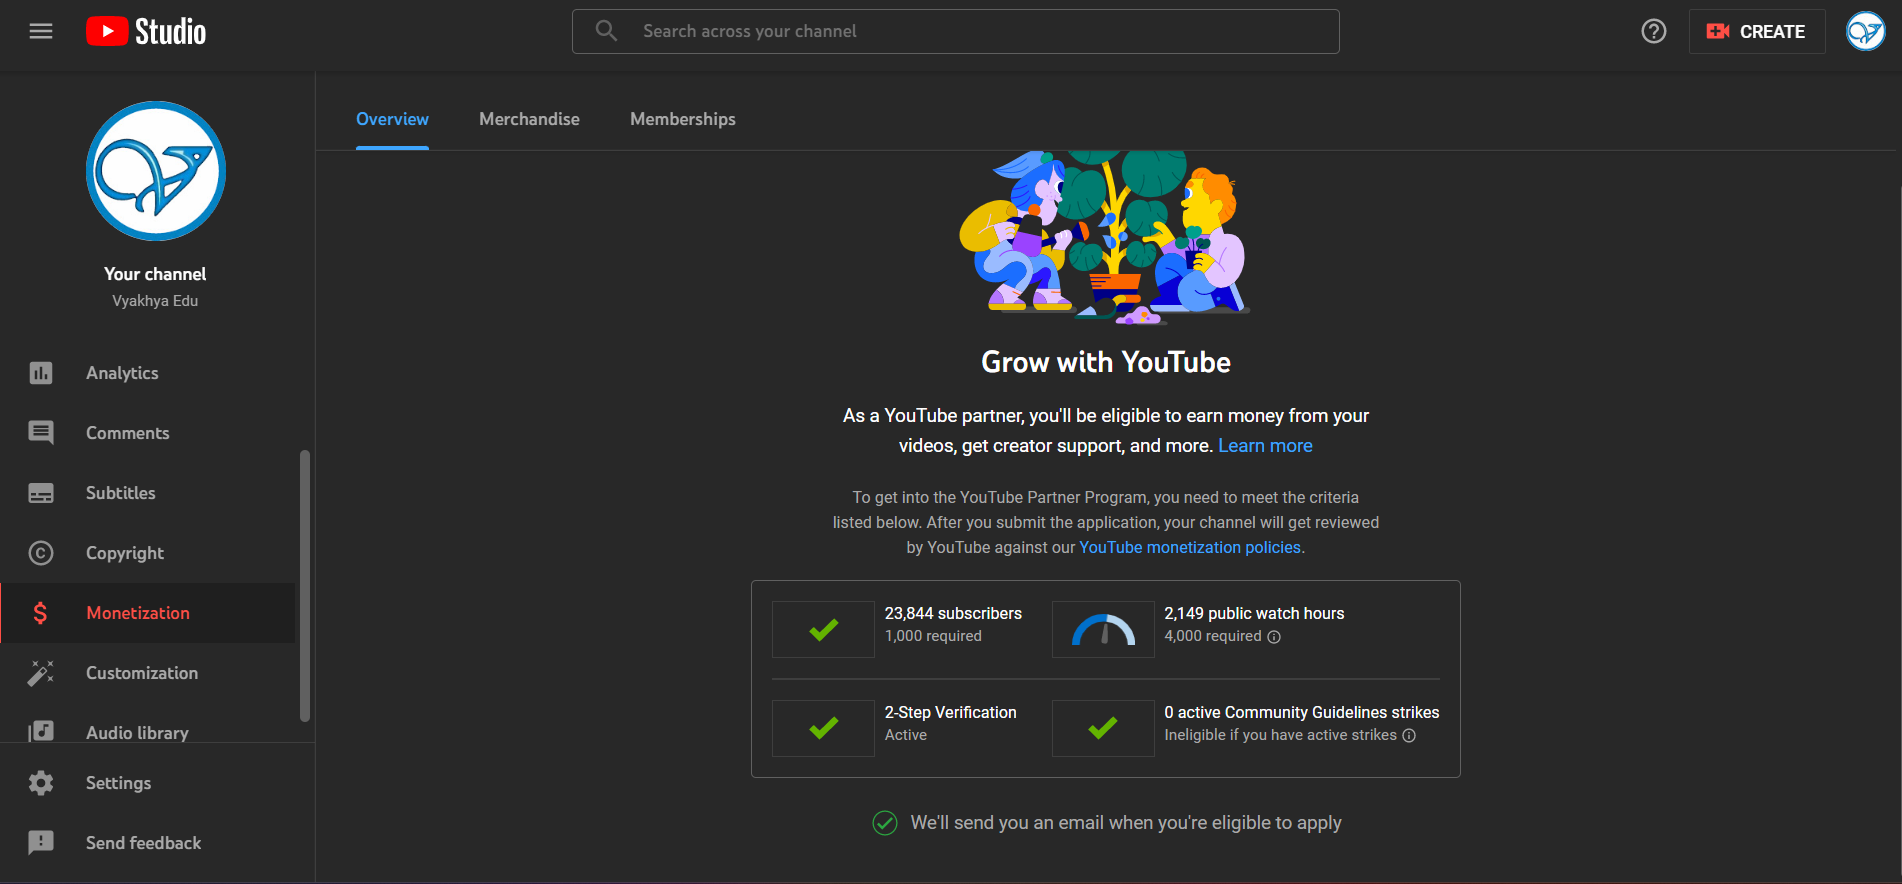 Studio
Search across your channel
CREATE
Your channel
Vyakhya Edu
Analytics
Comments
Subtitles
Copyright
Monetization
Customization
Audio library
Settings
Send feedback
Overview Merchandise Memberships
Grow with YouTube
As a YouTube partner, you'll be eligible to earn money from your
videos, get creator support, and more. Learn more
To get into the YouTube Partner Program, you need to meet the criteria
listed below. After you submit the application, your channel will get reviewed
by YouTube against our YouTube monetization policies.
23,844 subscribers
1,000 required
2,149 public watch hours
4,000 required
2-Step Verification
Active
0 active Community Guidelines strikes
Ineligible if you have active strikes
We'll send you an email when you're eligible to apply